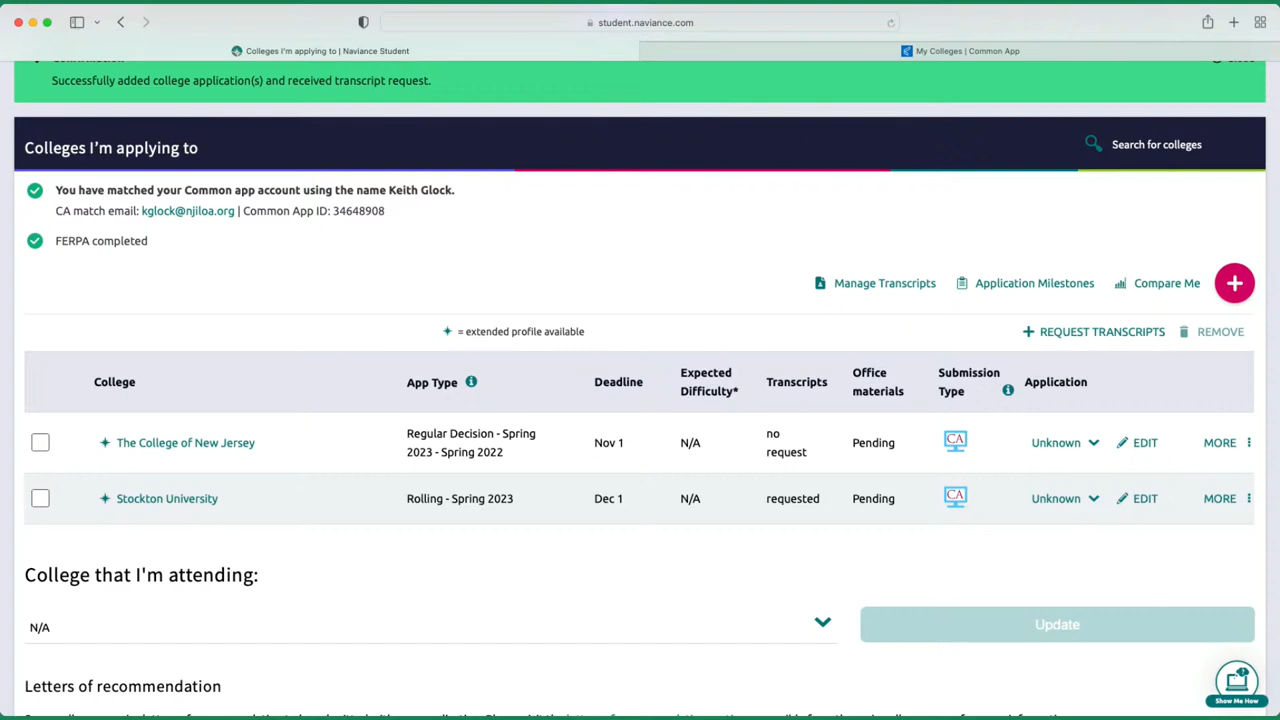 student.naviance.com
Colleges I'm applying to | Naviance Student
My Colleges | Common App
Successfully added college application(s) and received transcript request.
Colleges I'm applying to
Search for colleges
You have matched your Common app account using the name Keith Glock.
CA match email: kglock@njiloa.org | Common App ID: 34648908
FERPA completed
Manage Transcripts
Application Milestones
Compare Me
= extended profile available
REQUEST TRANSCRIPTS
REMOVE
College
App Type
Deadline
Expected
Difficulty*
Transcripts
Office
materials
Submission
Type
Application
The College of New Jersey
Regular Decision - Spring
2023 - Spring 2022
Nov 1
N/A
no
request
Pending
CA
Unknown
EDIT
MORE
Stockton University
Rolling - Spring 2023
Dec 1
N/A
requested
Pending
CA
Unknown
EDIT
MORE
College that I'm attending:
N/A
Update
Letters of recommendation
Show Me How